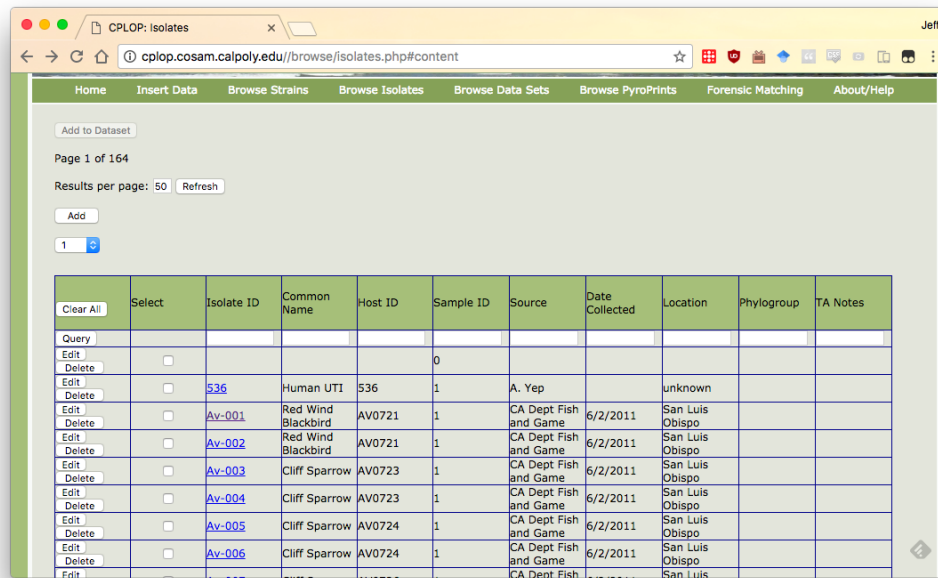 CPLOP: Isolates
Jeff
cplop.cosam.calpoly.edu//browse/isolates.php#content
Home Insert Data Browse Strains Browse Isolates Browse Data Sets Browse PyroPrints Forensic Matching About/Help
Add to Dataset
Page 1 of 164
Results per page: 50 Refresh
Add
1
Clear All Select Isolate ID Common Name Host ID Sample ID Source Date Collected Location Phylogroup TA Notes
Query
Edit Delete 0
Edit Delete 536 Human UTI 536 1 A. Yep unknown
Edit Delete Av-001 Red Wind Blackbird AV0721 1 CA Dept Fish and Game 6/2/2011 San Luis Obispo
Edit Delete Av-002 Red Wind Blackbird AV0721 1 CA Dept Fish and Game 6/2/2011 San Luis Obispo
Edit Delete Av-003 Cliff Sparrow AV0723 1 CA Dept Fish and Game 6/2/2011 San Luis Obispo
Edit Delete Av-004 Cliff Sparrow AV0723 1 CA Dept Fish and Game 6/2/2011 San Luis Obispo
Edit Delete Av-005 Cliff Sparrow AV0724 1 CA Dept Fish and Game 6/2/2011 San Luis Obispo
Edit Delete Av-006 Cliff Sparrow AV0724 1 CA Dept Fish and Game 6/2/2011 San Luis Obispo
Edit CA Dept Fish San Luis